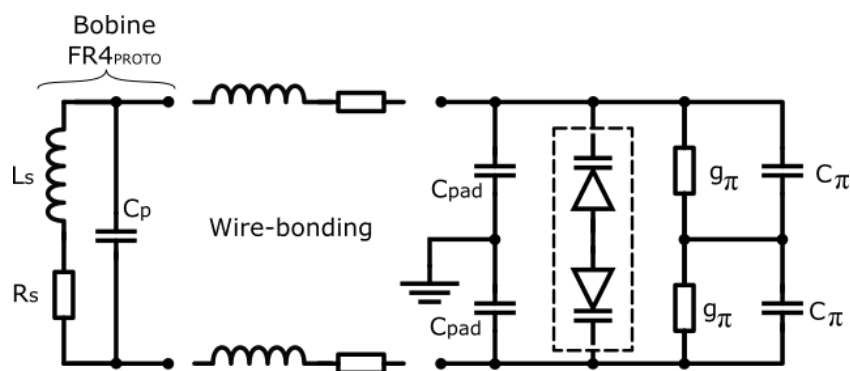 Bobine
FR4PROTO
Ls
Cp
Rs
Wire-bonding
Cpad
Cpad
gπ
Cπ
gπ
Cπ